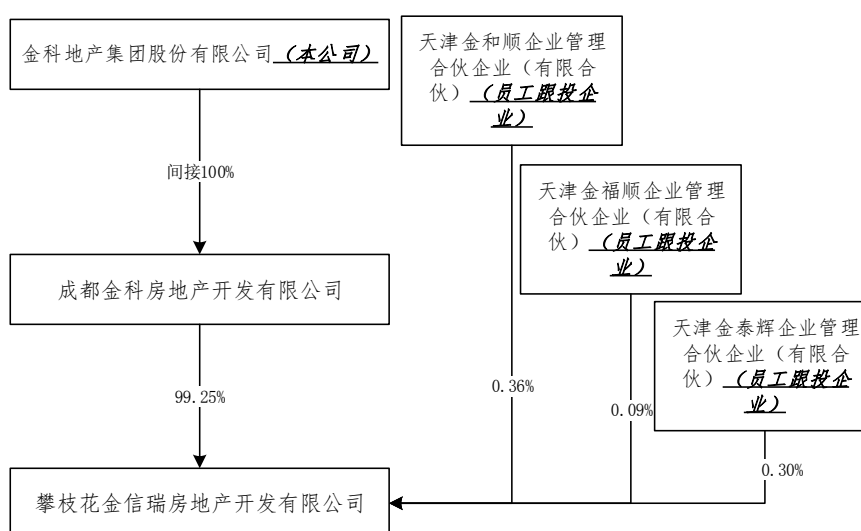 金科地产集团股份有限公司（本公司）
天津金和顺企业管理
合伙企业（有限合
伙）（员工跟投企
业）
间接100%
天津金福顺企业管理
合伙企业（有限合
伙）（员工跟投企
业）
成都金科房地产开发有限公司
天津金泰辉企业管理
合伙企业（有限合
伙）（员工跟投企
业）
99.25%
0.36%
0.09%
0.30%
攀枝花金信瑞房地产开发有限公司